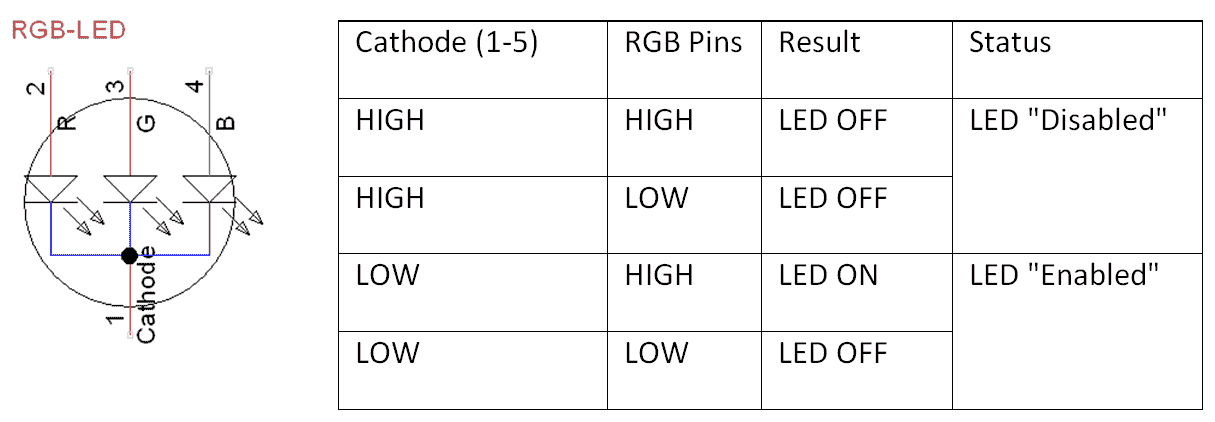 RGB-LED
2
3
4
R
G
B
1
Cathode
Cathode (1-5) RGB Pins Result Status
HIGH HIGH LED OFF LED "Disabled"
HIGH LOW LED OFF
LOW HIGH LED ON LED "Enabled"
LOW LOW LED OFF